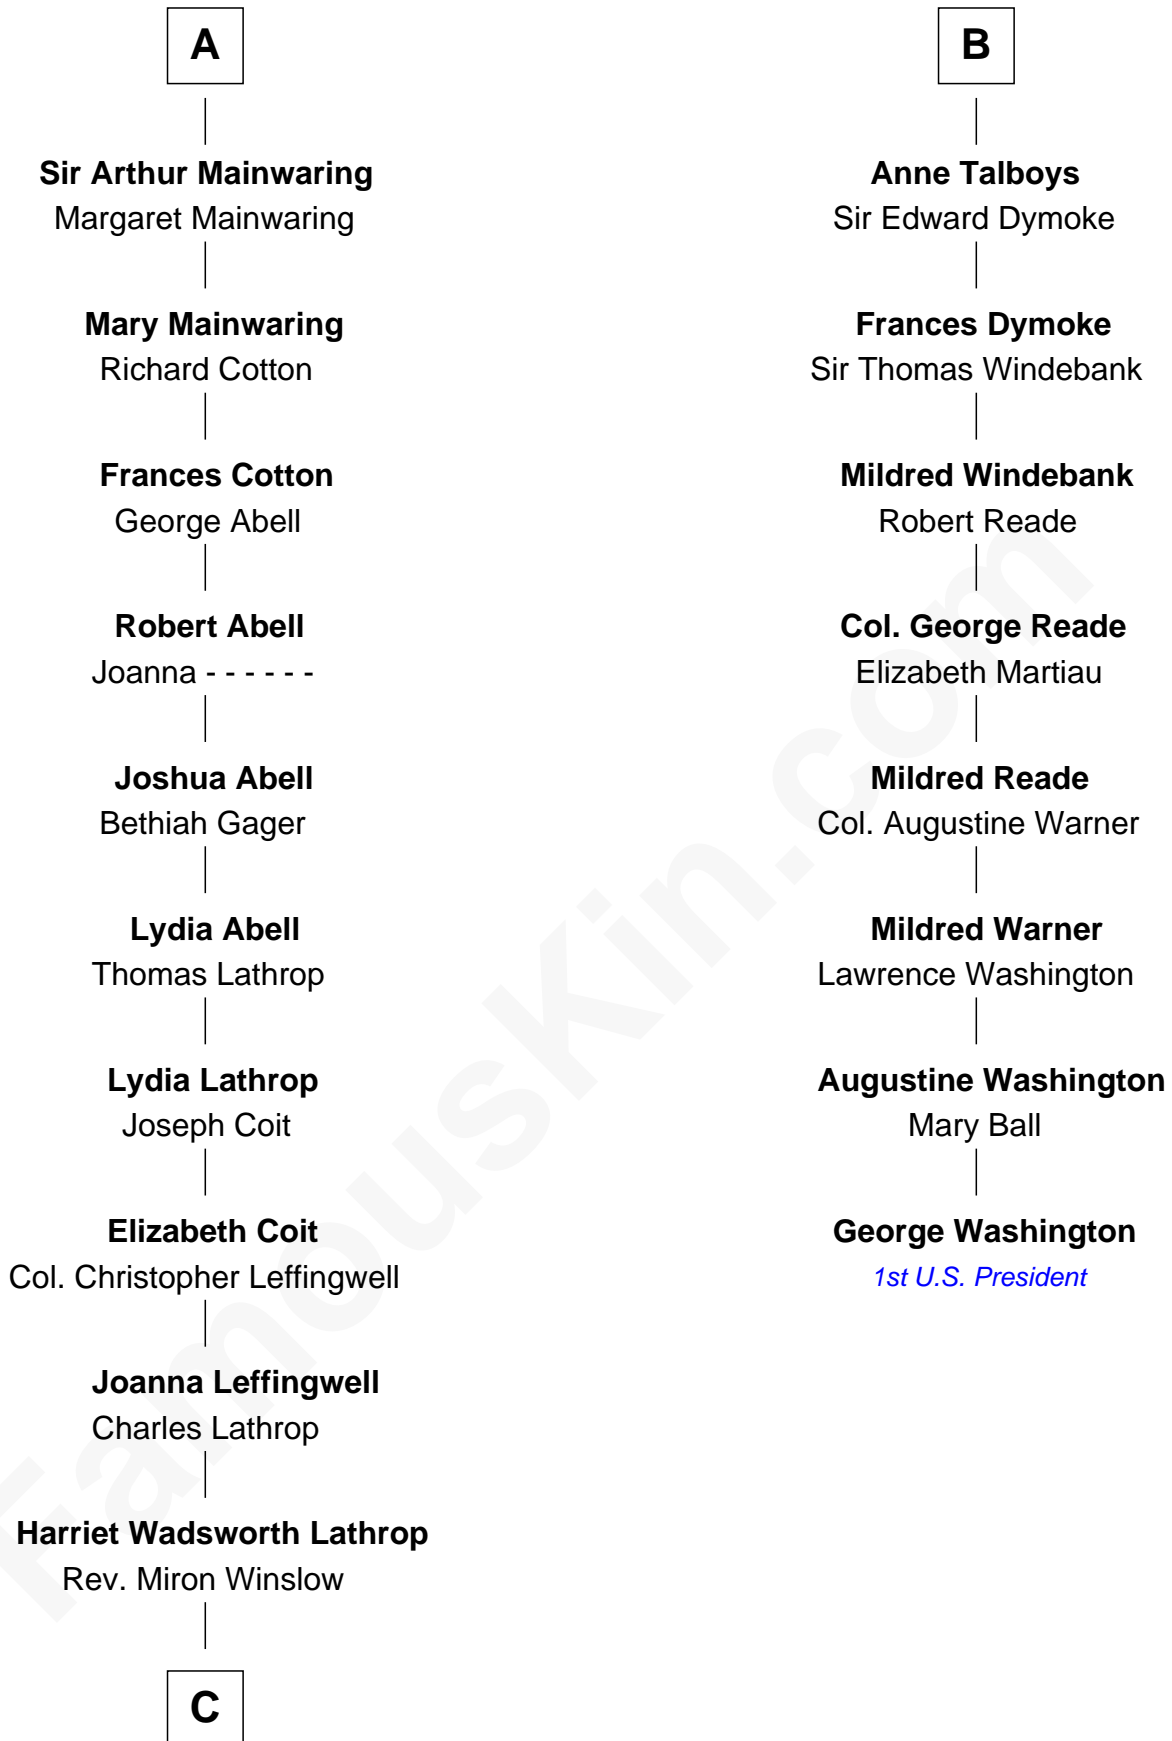 A
Sir Arthur Mainwaring
Margaret Mainwaring
Mary Mainwaring
Richard Cotton
Frances Cotton
George Abell
Robert Abell
Joanna - - - - - -
Joshua Abell
Bethiah Gager
Lydia Abell
Thomas Lathrop
Lydia Lathrop
Joseph Coit
Elizabeth Coit
Col. Christopher Leffingwell
Joanna Leffingwell
Charles Lathrop
Harriet Wadsworth Lathrop
Rev. Miron Winslow
C
B
Anne Talboys
Sir Edward Dymoke
Frances Dymoke
Sir Thomas Windebank
Mildred Windebank
Robert Reade
Col. George Reade
Elizabeth Martiau
Mildred Reade
Col. Augustine Warner
Mildred Warner
Lawrence Washington
Augustine Washington
Mary Ball
George Washington
1st U.S. President
FamousKin.com